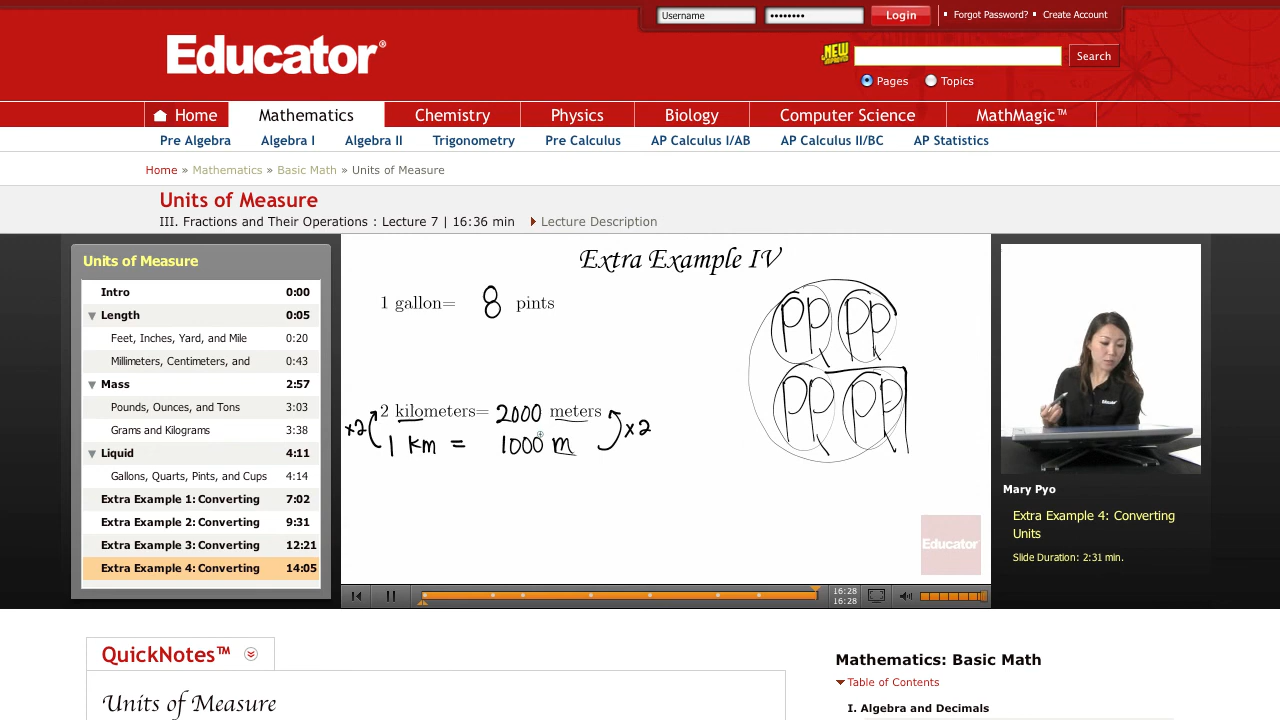 Username
••••••••
Login
Forgot Password?
Create Account
Educator®
NEW
Search
Pages
Topics
Home
Mathematics
Chemistry
Physics
Biology
Computer Science
MathMagic™
Pre Algebra
Algebra I
Algebra II
Trigonometry
Pre Calculus
AP Calculus I/AB
AP Calculus II/BC
AP Statistics
Home » Mathematics » Basic Math » Units of Measure
Units of Measure
III. Fractions and Their Operations : Lecture 7 | 16:36 min
Lecture Description
Units of Measure
Intro 0:00
Length 0:05
Feet, Inches, Yard, and Mile 0:20
Millimeters, Centimeters, and 0:43
Mass 2:57
Pounds, Ounces, and Tons 3:03
Grams and Kilograms 3:38
Liquid 4:11
Gallons, Quarts, Pints, and Cups 4:14
Extra Example 1: Converting 7:02
Extra Example 2: Converting 9:31
Extra Example 3: Converting 12:21
Extra Example 4: Converting 14:05
Extra Example IV
1 gallon= 8 pints
PP PP
PP PP
2 kilometers= 2000 meters
x2 1 km = 1000 m x2
Educator
16:28
16:28
Educator
Mary Pyo
Extra Example 4: Converting
Units
Slide Duration: 2:31 min.
QuickNotes™
Units of Measure
Mathematics: Basic Math
Table of Contents
I. Algebra and Decimals